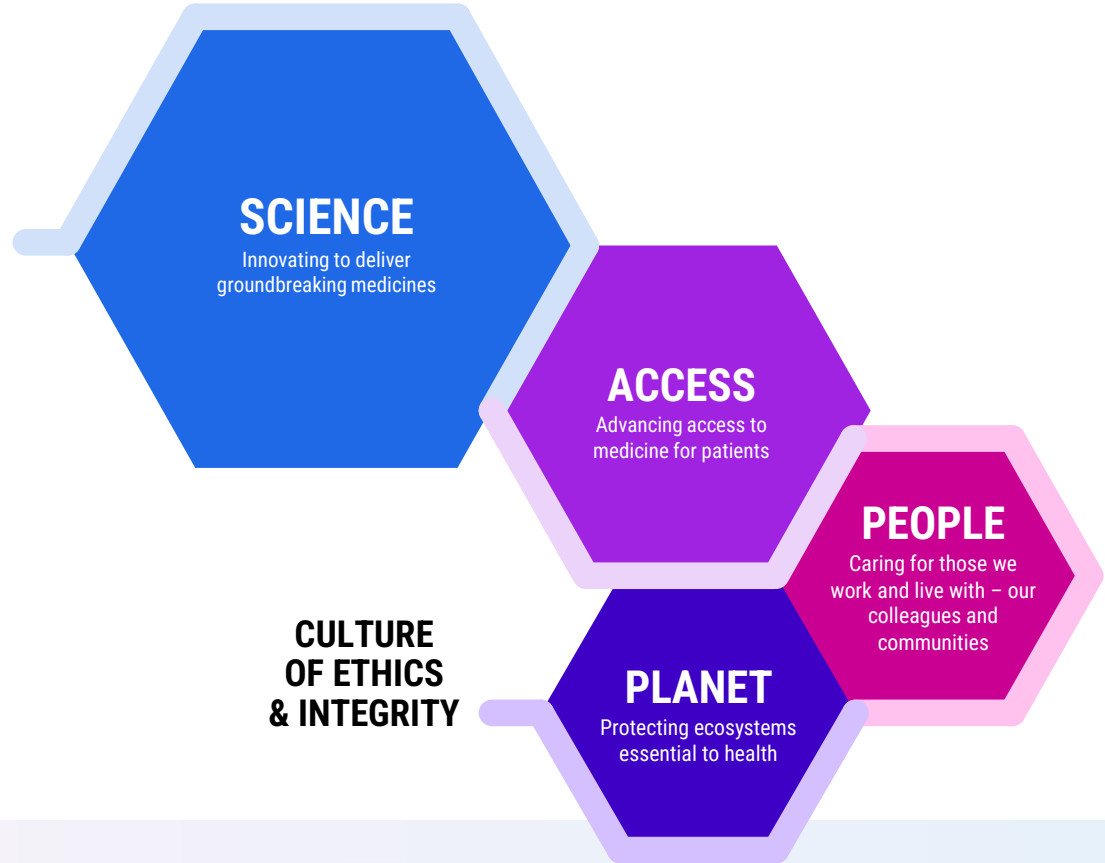 SCIENCE
Innovating to deliver
groundbreaking medicines
ACCESS
Advancing access to
medicine for patients
PEOPLE
Caring for those we
work and live with – our
colleagues and
communities
CULTURE
OF ETHICS
& INTEGRITY
PLANET
Protecting ecosystems
essential to health